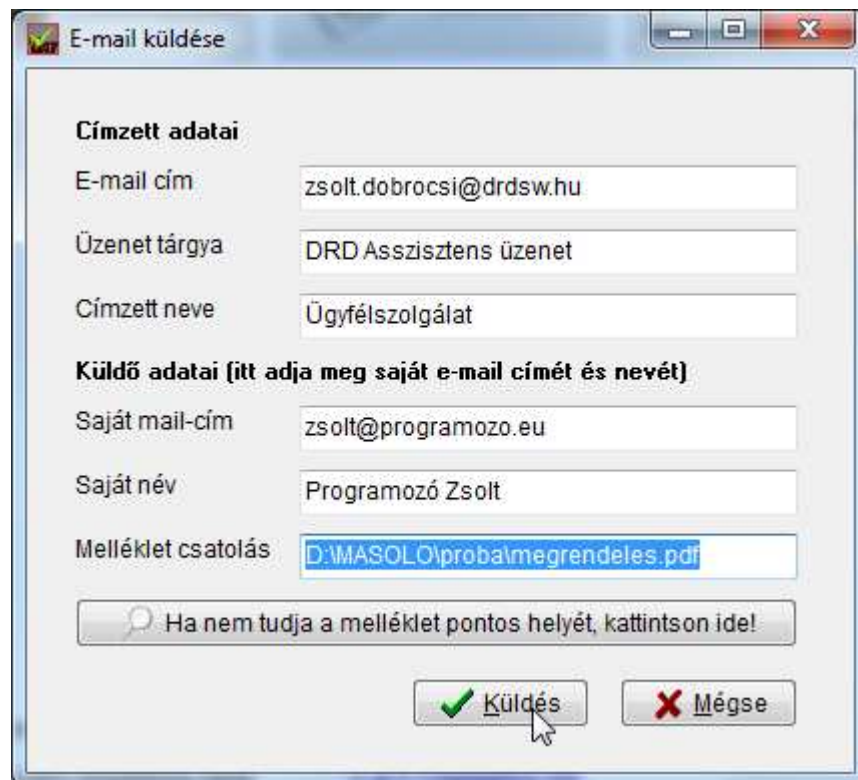 E-mail küldése
Címzett adatai
E-mail cím zsolt.dobrocsi@drdsw.hu
Üzenet tárgya DRD Asszisztens üzenet
Címzett neve Ügyfélszolgálat
Küldő adatai (itt adja meg saját e-mail címét és nevét)
Saját mail-cím zsolt@programozo.eu
Saját név Programozó Zsolt
Melléklet csatolás D:\MASOLO\proba\megrendeles.pdf
Ha nem tudja a melléklet pontos helyét, kattintson ide!
Küldés Mégse